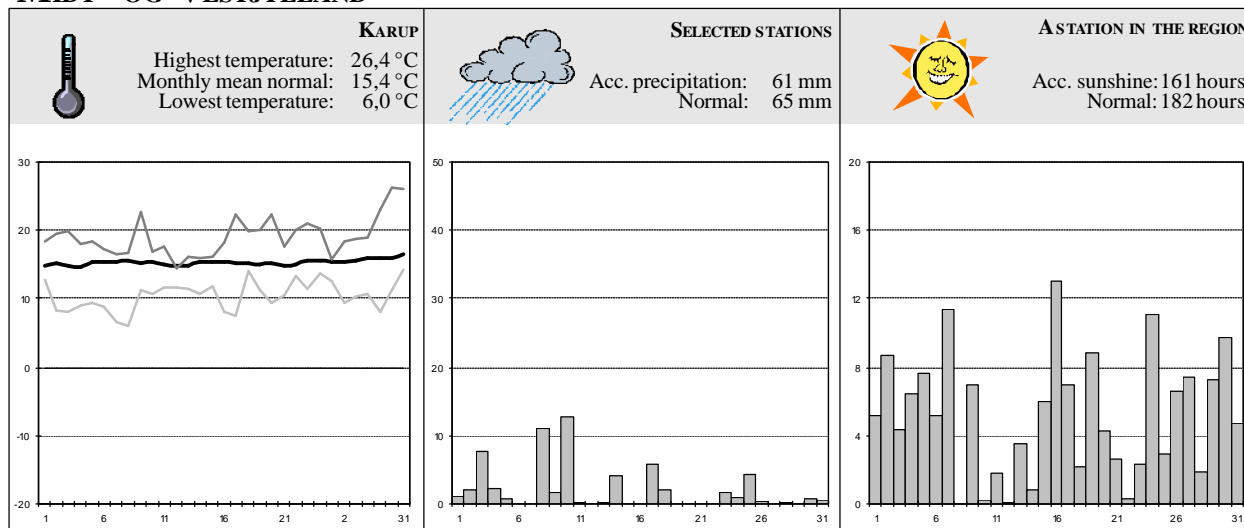 KARUP
Highest temperature: 26,4 °C
Monthly mean normal: 15,4 °C
Lowest temperature: 6,0 °C
SELECTED STATIONS
Acc. precipitation: 61 mm
Normal: 65 mm
A STATION IN THE REGION
Acc. sunshine: 161 hours
Normal: 182 hours
30
20
10
0
-10
-20
1 6 11 16 21 2 31
50
40
30
20
10
0
1 6 11 16 21 26 31
20
16
12
8
4
0
1 6 11 16 21 26 31